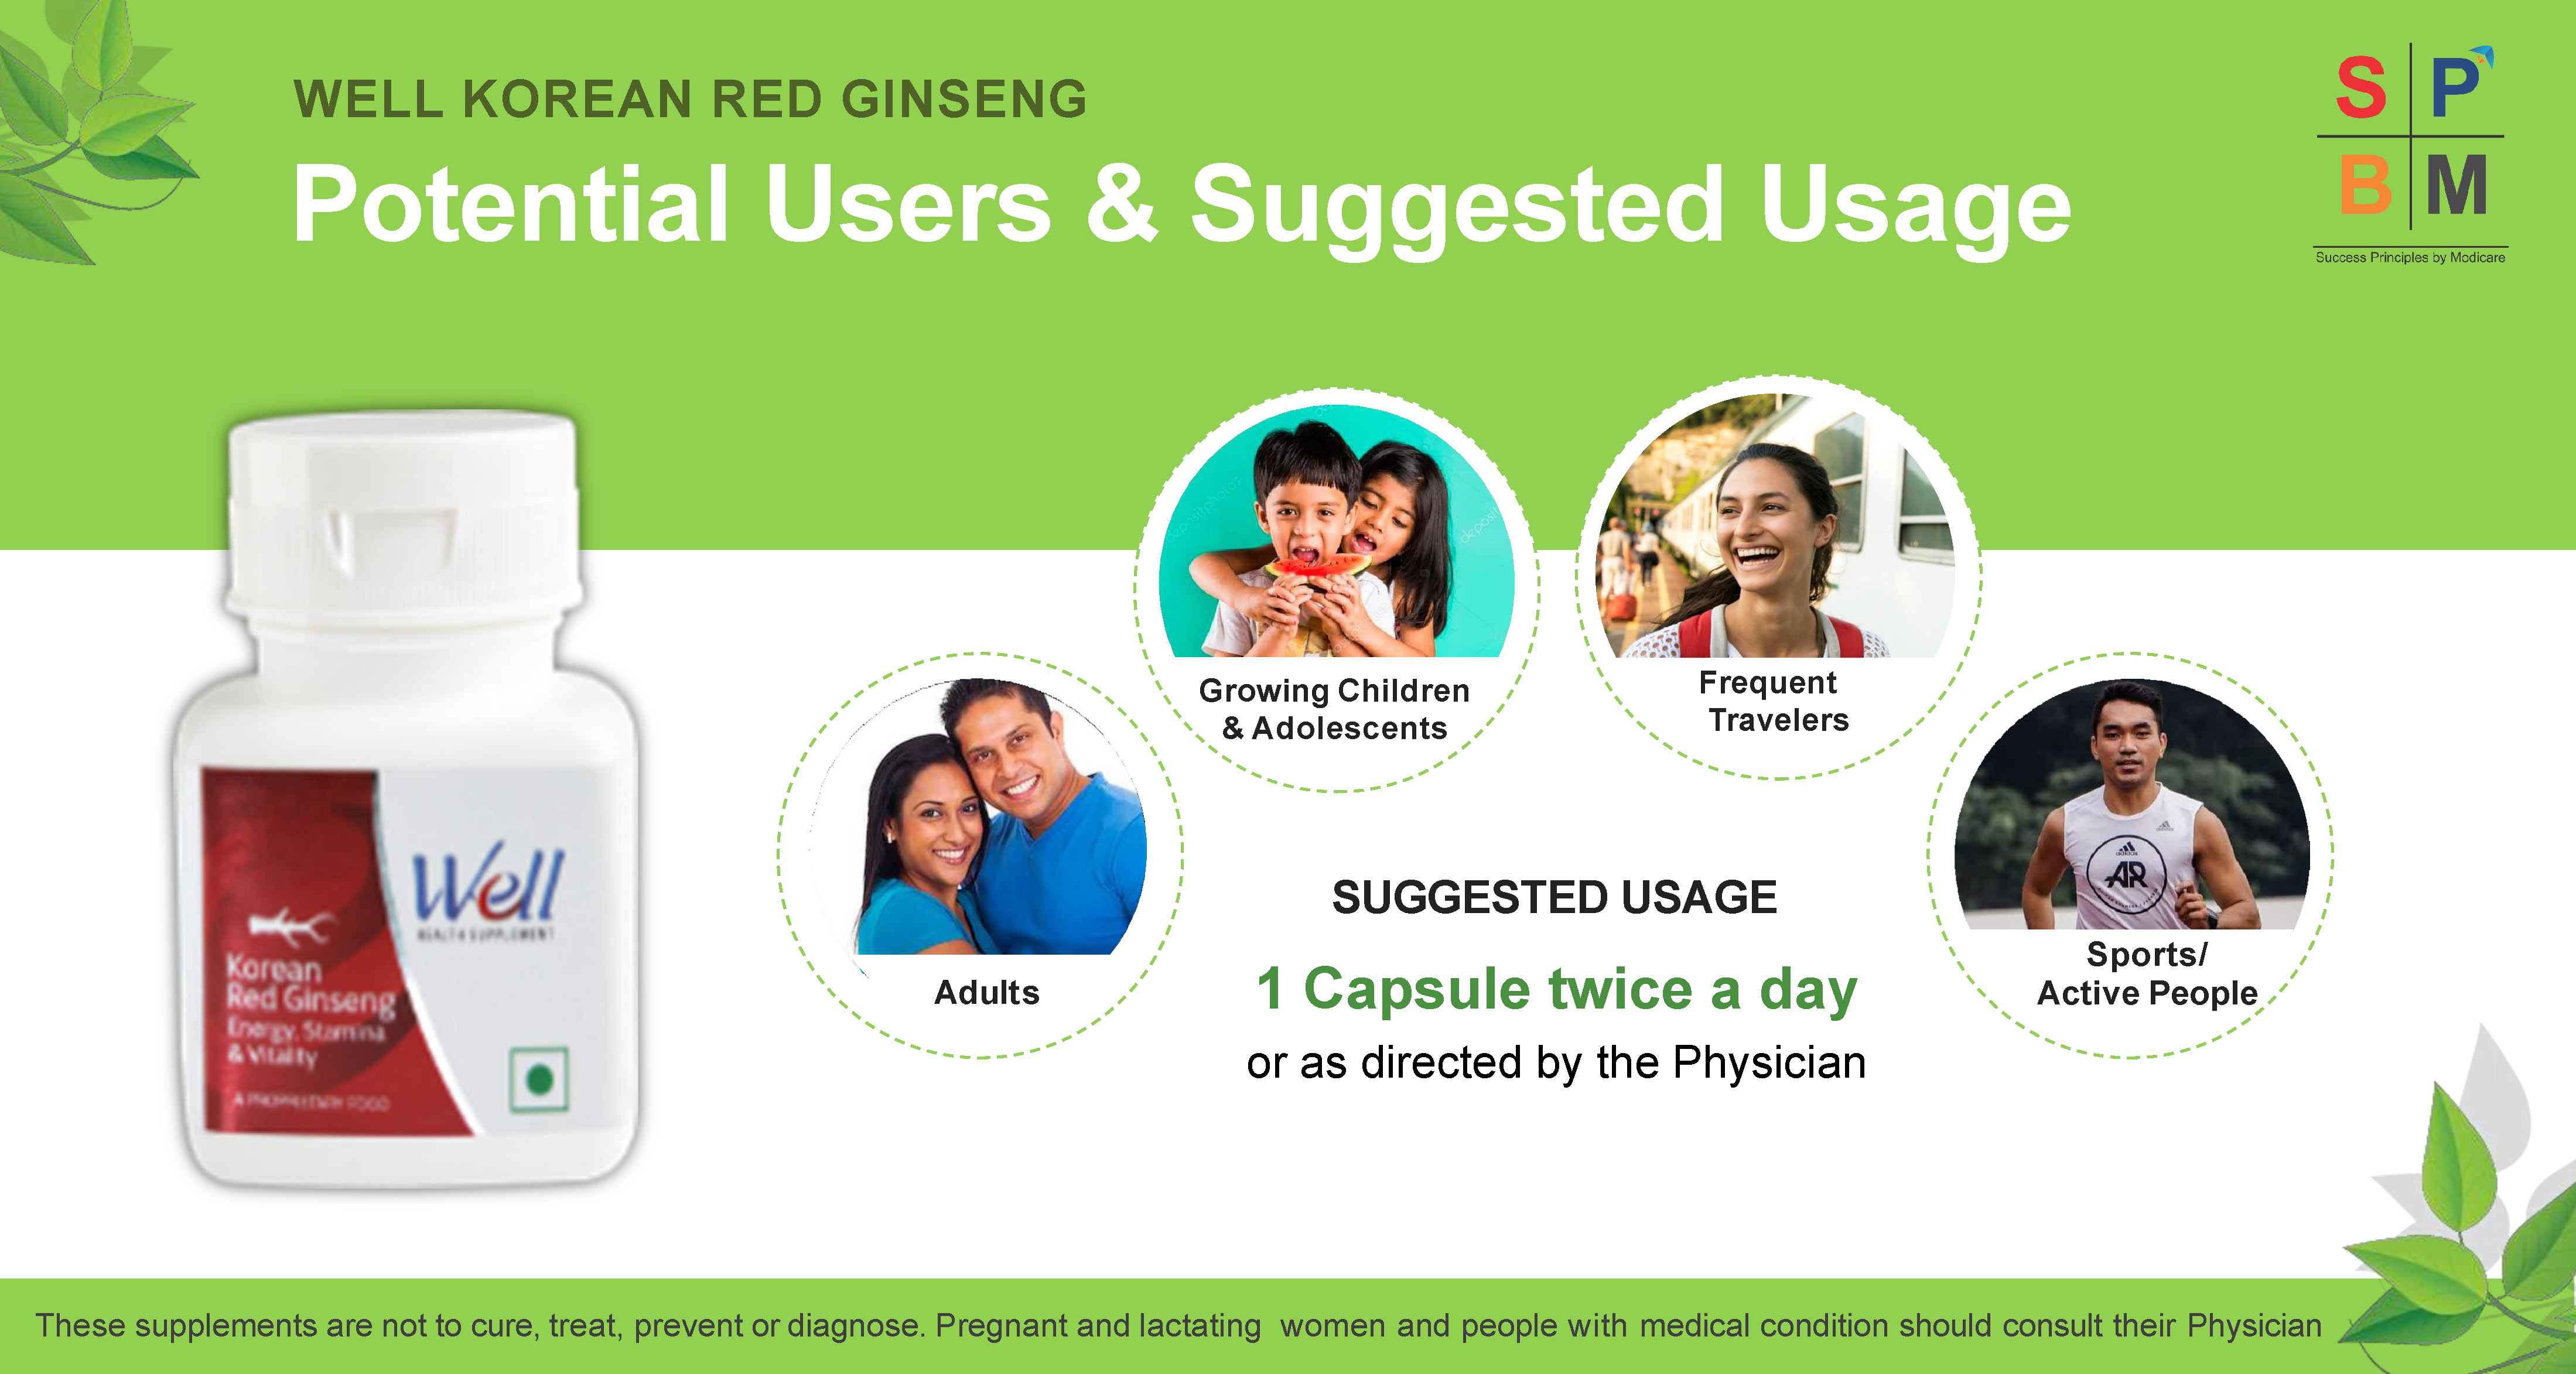 WELL KOREAN RED GINSENG
Potential Users & Suggested Usage
S P
B M
Success Principles by Modicare
Growing Children
& Adolescents
Frequent
Travelers
Adults
Sports/
Active People
adidas
AR
SUGGESTED USAGE
1 Capsule twice a day
or as directed by the Physician
Well
HEALTH SUPPLEMENT
Korean
Red Ginseng
Energy, Stamina
& Vitality
A PROPRIETARY FOOD
depositphotos
These supplements are not to cure, treat, prevent or diagnose. Pregnant and lactating women and people with medical condition should consult their Physician